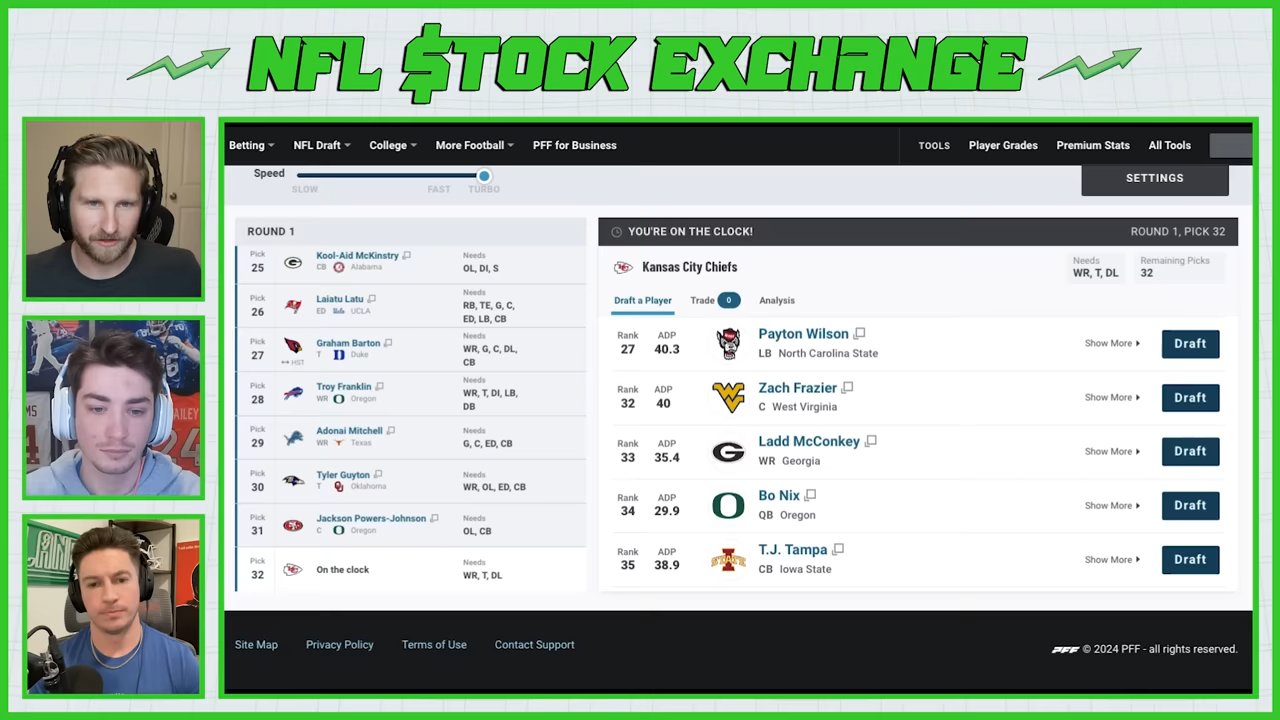 NFL $TOCK EXCHANGE
Betting
NFL Draft
College
More Football
PFF for Business
TOOLS
Player Grades
Premium Stats
All Tools
Speed
SLOW
FAST
TURBO
SETTINGS
ROUND 1
Pick
25
Kool-Aid McKinstry
CB Alabama
Needs
OL, DI, S
Pick
26
Laiatu Latu
ED UCLA
Needs
RB, TE, G, C,
ED, LB, CB
Pick
27
HST
Graham Barton
T Duke
Needs
WR, G, C, DL,
CB
Pick
28
Troy Franklin
WR Oregon
Needs
WR, T, DI, LB,
DB
Pick
29
Adonai Mitchell
WR Texas
Needs
G, C, ED, CB
Pick
30
Tyler Guyton
T Oklahoma
Needs
WR, OL, ED, CB
Pick
31
Jackson Powers-Johnson
C Oregon
Needs
OL, CB
Pick
32
On the clock
Needs
WR, T, DL
YOU'RE ON THE CLOCK!
ROUND 1, PICK 32
Kansas City Chiefs
Needs
WR, T, DL
Remaining Picks
32
Draft a Player
Trade 0
Analysis
Rank
27
ADP
40.3
Payton Wilson
LB North Carolina State
Show More
Draft
Rank
32
ADP
40
Zach Frazier
C West Virginia
Show More
Draft
Rank
33
ADP
35.4
Ladd McConkey
WR Georgia
Show More
Draft
Rank
34
ADP
29.9
Bo Nix
QB Oregon
Show More
Draft
Rank
35
ADP
38.9
T.J. Tampa
CB Iowa State
Show More
Draft
Site Map
Privacy Policy
Terms of Use
Contact Support
PFF © 2024 PFF - all rights reserved.